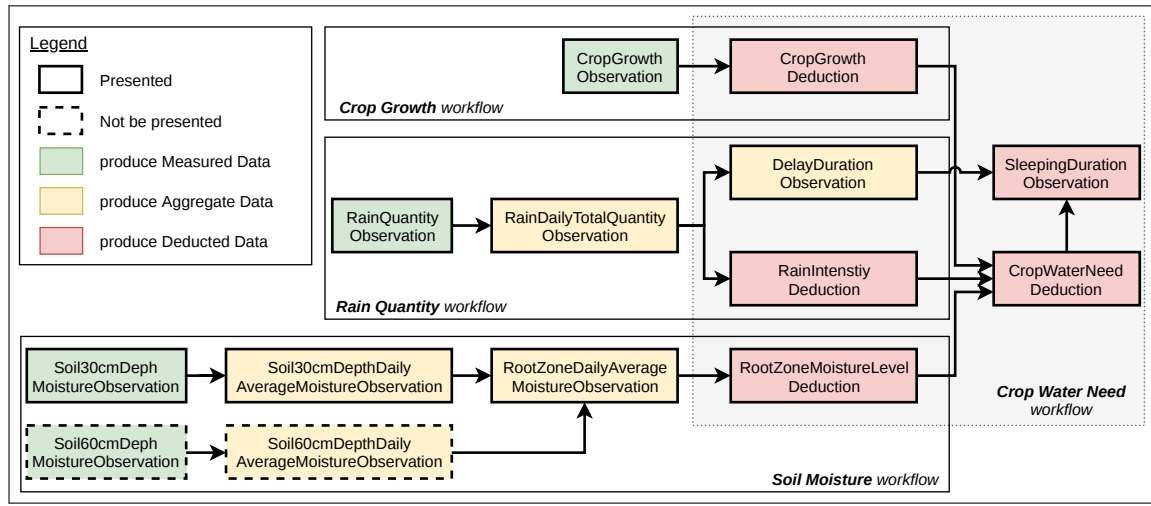 Legend
Presented
Not be presented
produce Measured Data
produce Aggregate Data
produce Deducted Data
CropGrowth
Observation
CropGrowth
Deduction
Crop Growth workflow
RainQuantity
Observation
RainDailyTotalQuantity
Observation
DelayDuration
Observation
SleepingDuration
Observation
RainIntenstiy
Deduction
CropWaterNeed
Deduction
Rain Quantity workflow
Soil30cmDeph
MoistureObservation
Soil30cmDepthDaily
AverageMoistureObservation
RootZoneDailyAverage
MoistureObservation
RootZoneMoistureLevel
Deduction
Crop Water Need
workflow
Soil60cmDeph
MoistureObservation
Soil60cmDepthDaily
AverageMoistureObservation
Soil Moisture workflow